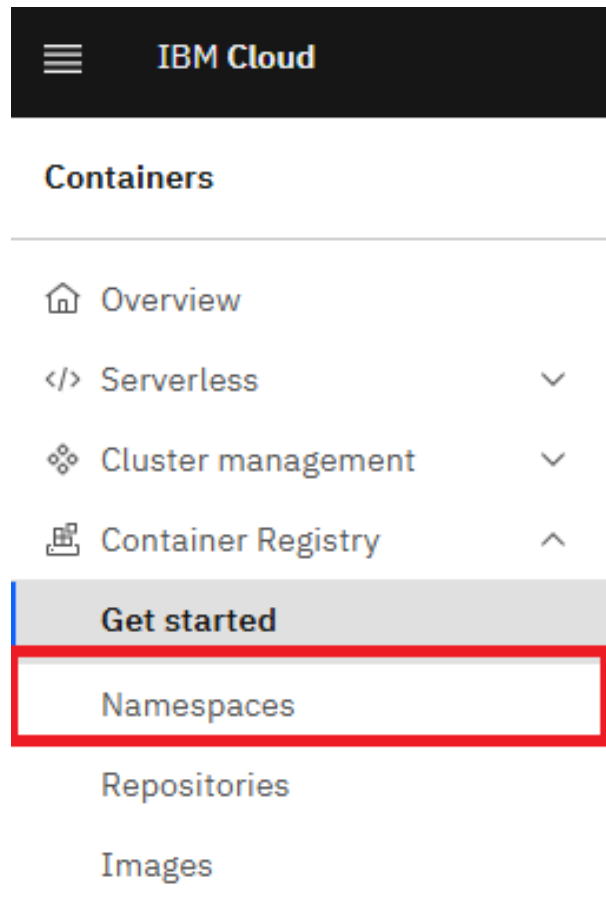 IBM Cloud
Containers
Overview
</> Serverless
Cluster management
Container Registry
Get started
Namespaces
Repositories
Images